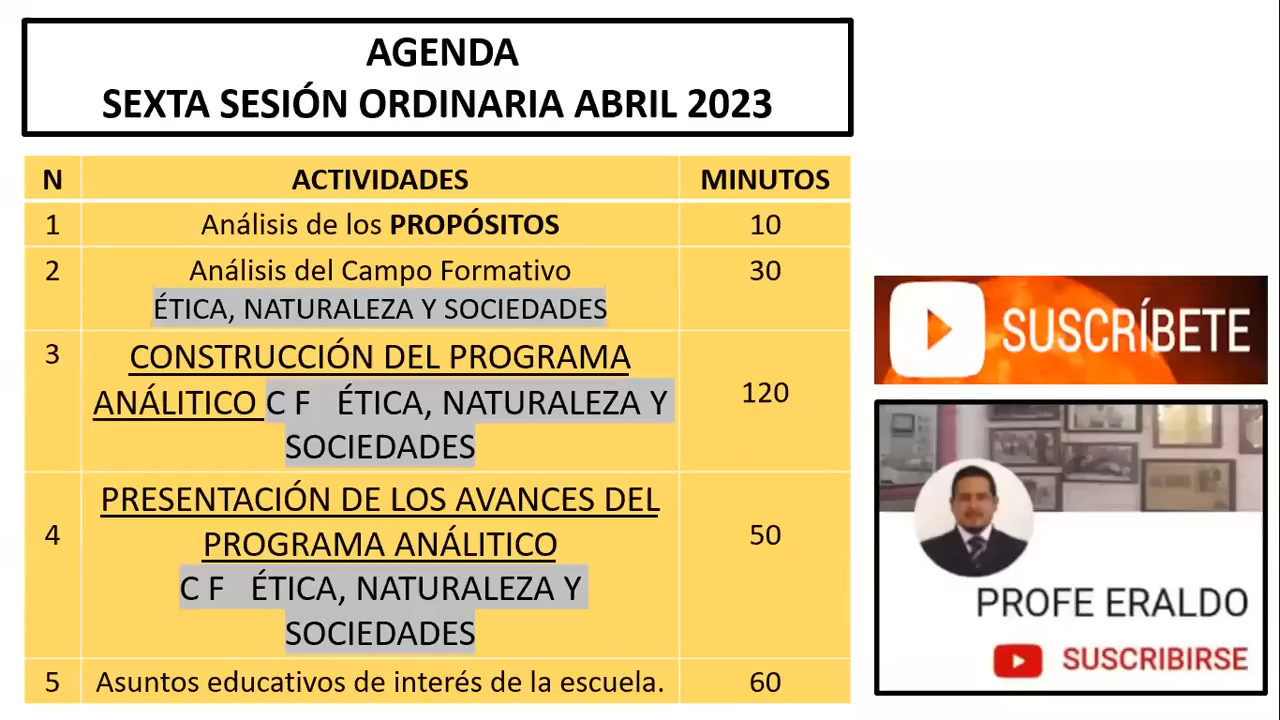 AGENDA
SEXTA SESIÓN ORDINARIA ABRIL 2023
N ACTIVIDADES MINUTOS
1 Análisis de los PROPÓSITOS 10
2 Análisis del Campo Formativo 30
ÉTICA, NATURALEZA Y SOCIEDADES
3 CONSTRUCCIÓN DEL PROGRAMA
ANÁLITICO C F ÉTICA, NATURALEZA Y 120
SOCIEDADES
PRESENTACIÓN DE LOS AVANCES DEL
4 PROGRAMA ANÁLITICO 50
C F ÉTICA, NATURALEZA Y
SOCIEDADES
5 Asuntos educativos de interés de la escuela. 60
SUSCRÍBETE
PROFE ERALDO
SUSCRIBIRSE